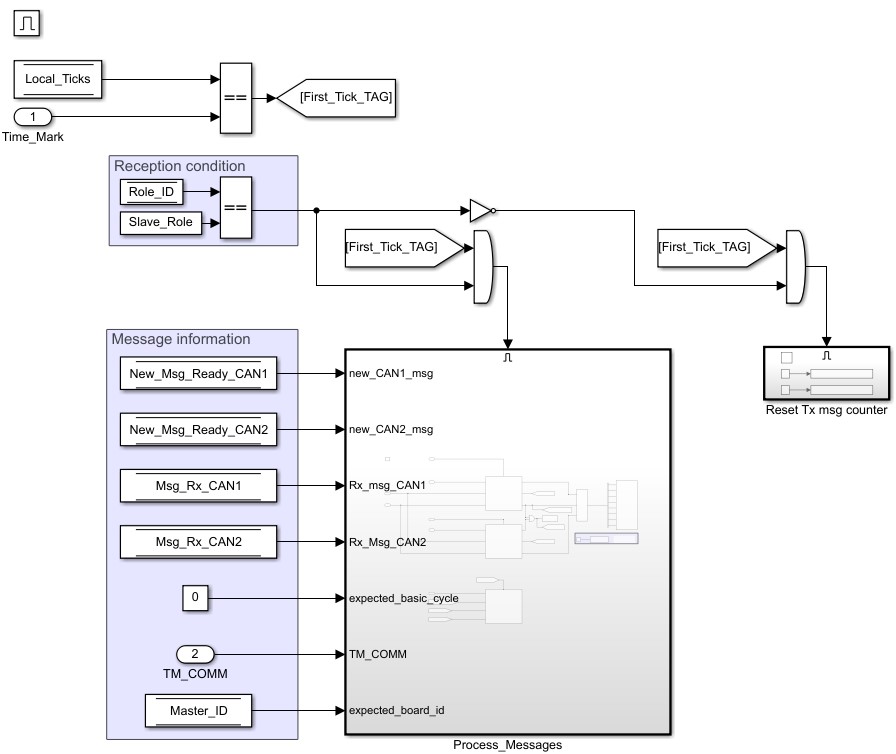 Local_Ticks
==
[First_Tick_TAG]
1
Time_Mark
Reception condition
Role_ID
==
Slave_Role
[First_Tick_TAG]
[First_Tick_TAG]
Message information
New_Msg_Ready_CAN1
new_CAN1_msg
Reset Tx msg counter
New_Msg_Ready_CAN2
new_CAN2_msg
Msg_Rx_CAN1
Rx_msg_CAN1
Msg_Rx_CAN2
Rx_Msg_CAN2
0
expected_basic_cycle
2
TM_COMM
TM_COMM
Master_ID
expected_board_id
Process_Messages